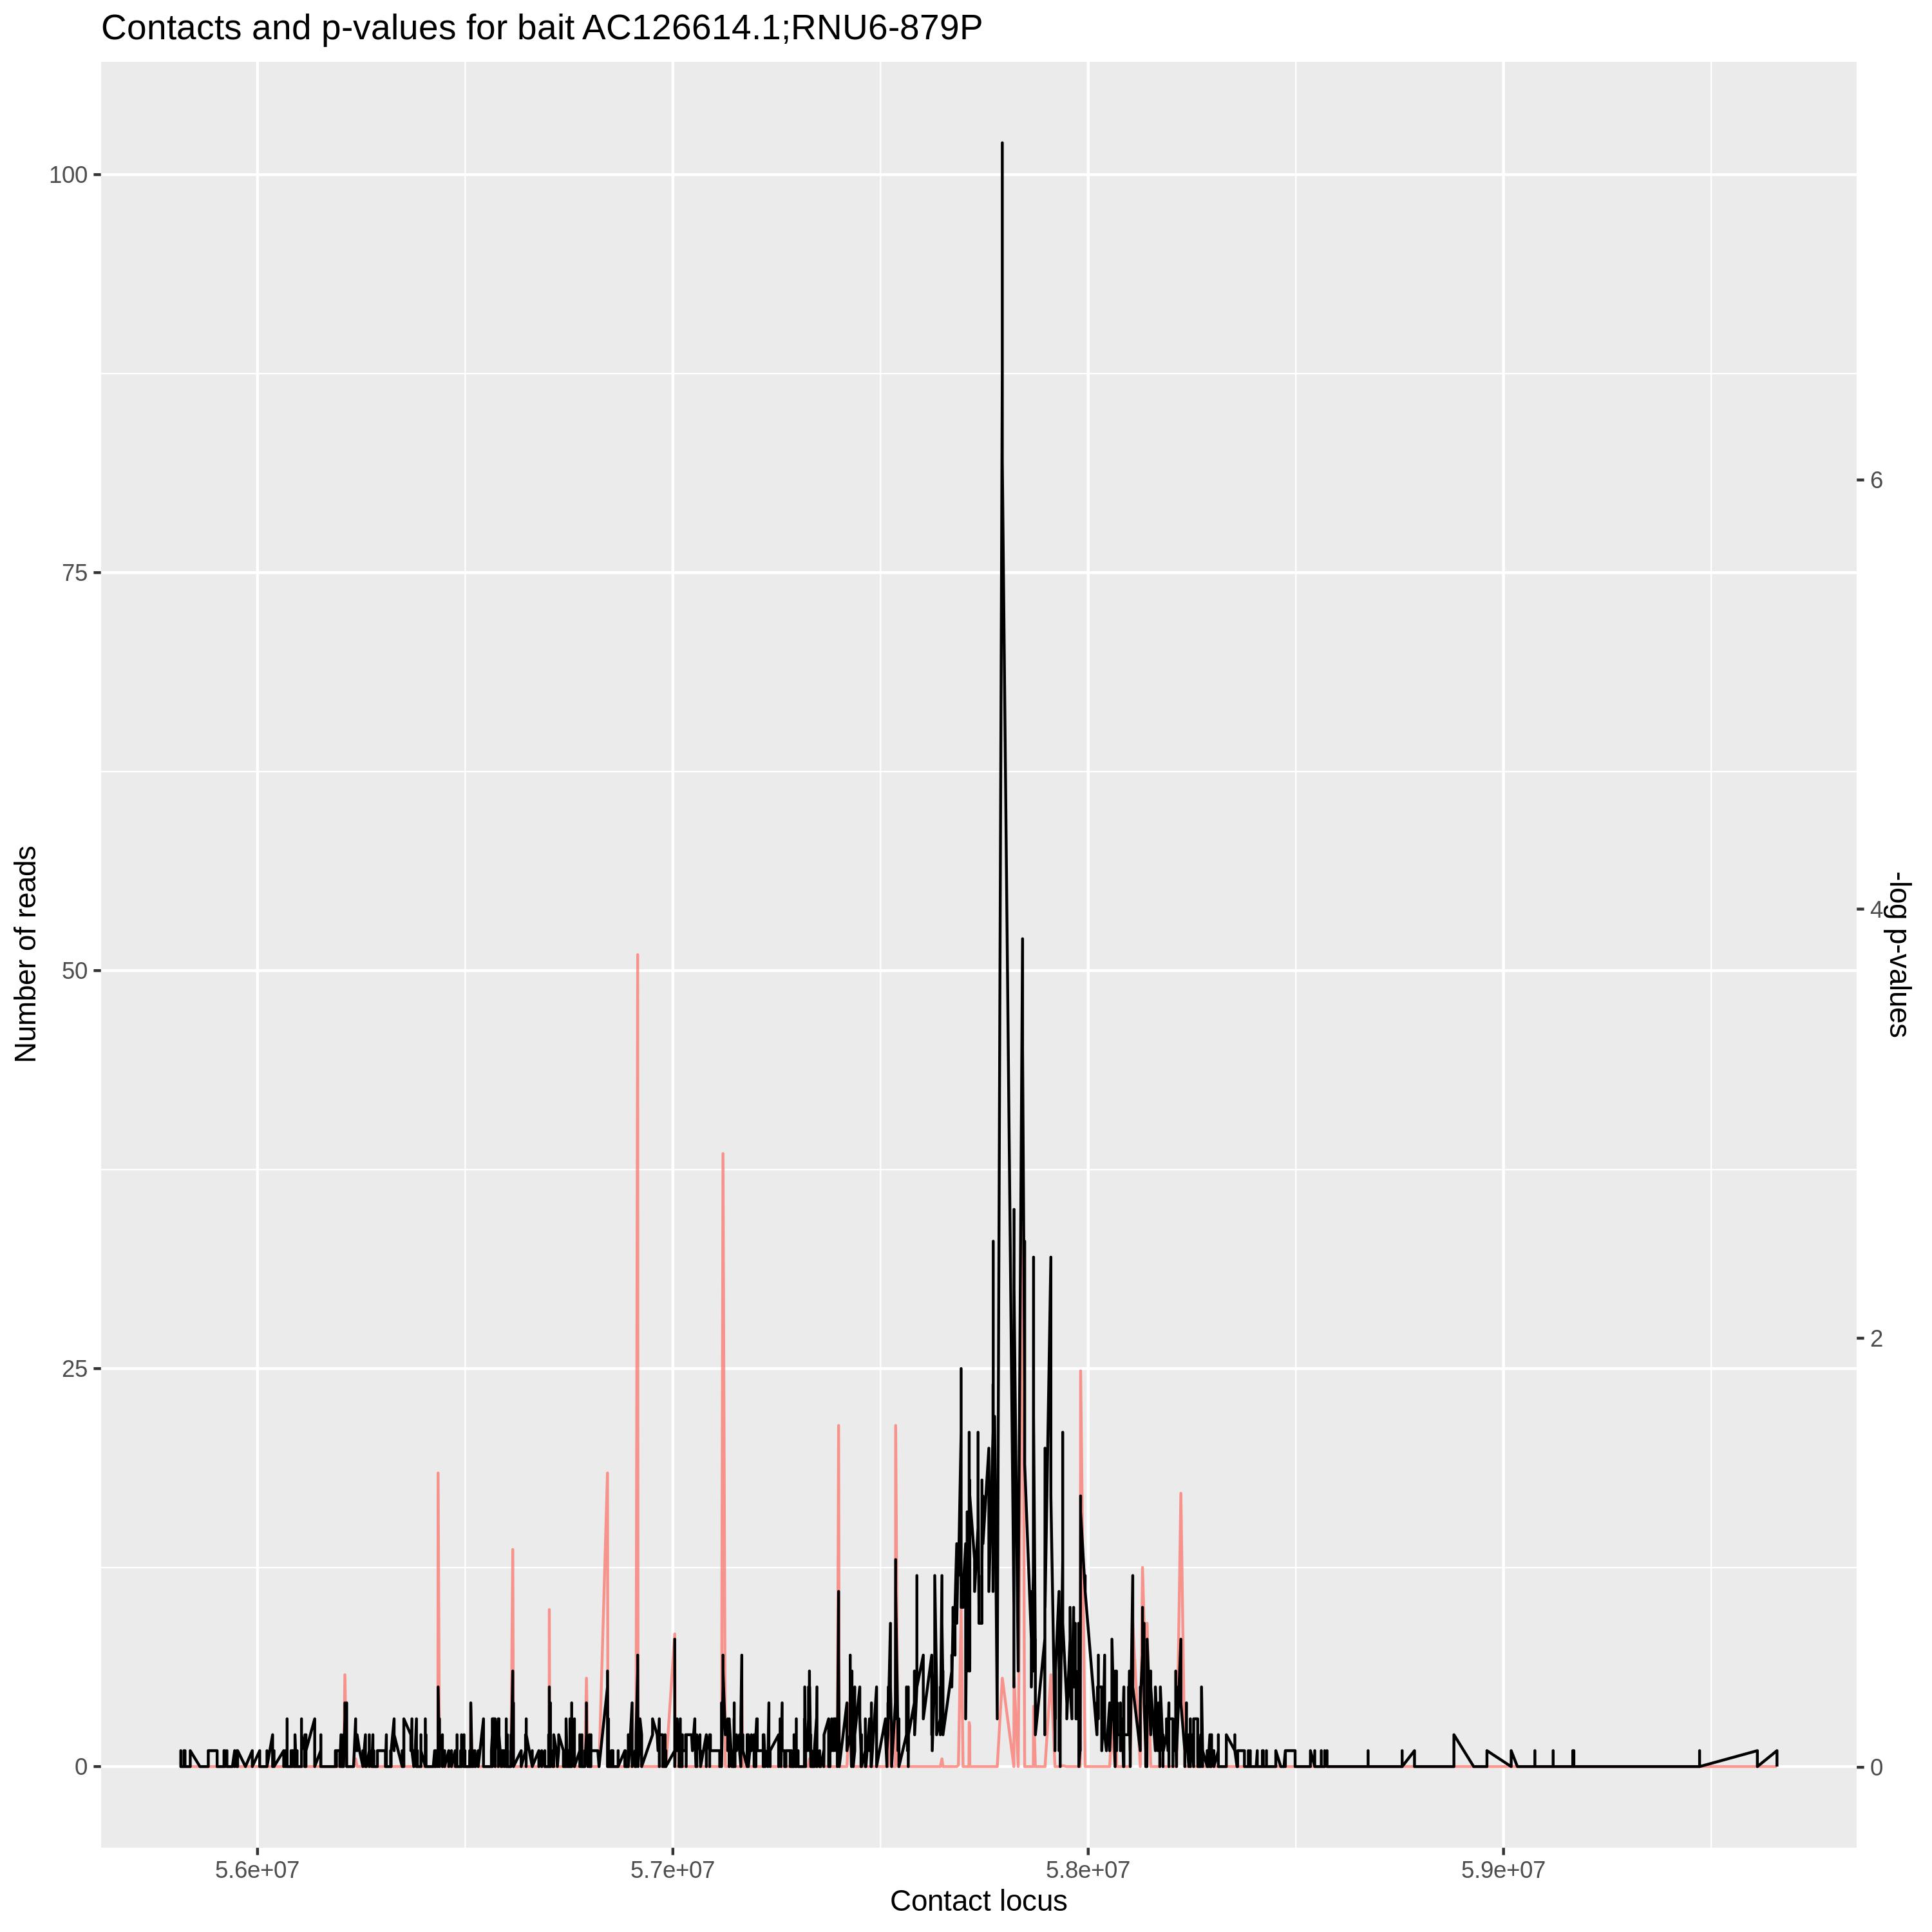 Contacts and p-values for bait AC126614.1;RNU6-879P
100
75
50
25
0
Number of reads
6
4
2
0
-log p-values
5.6e+07 5.7e+07 5.8e+07 5.9e+07
Contact locus